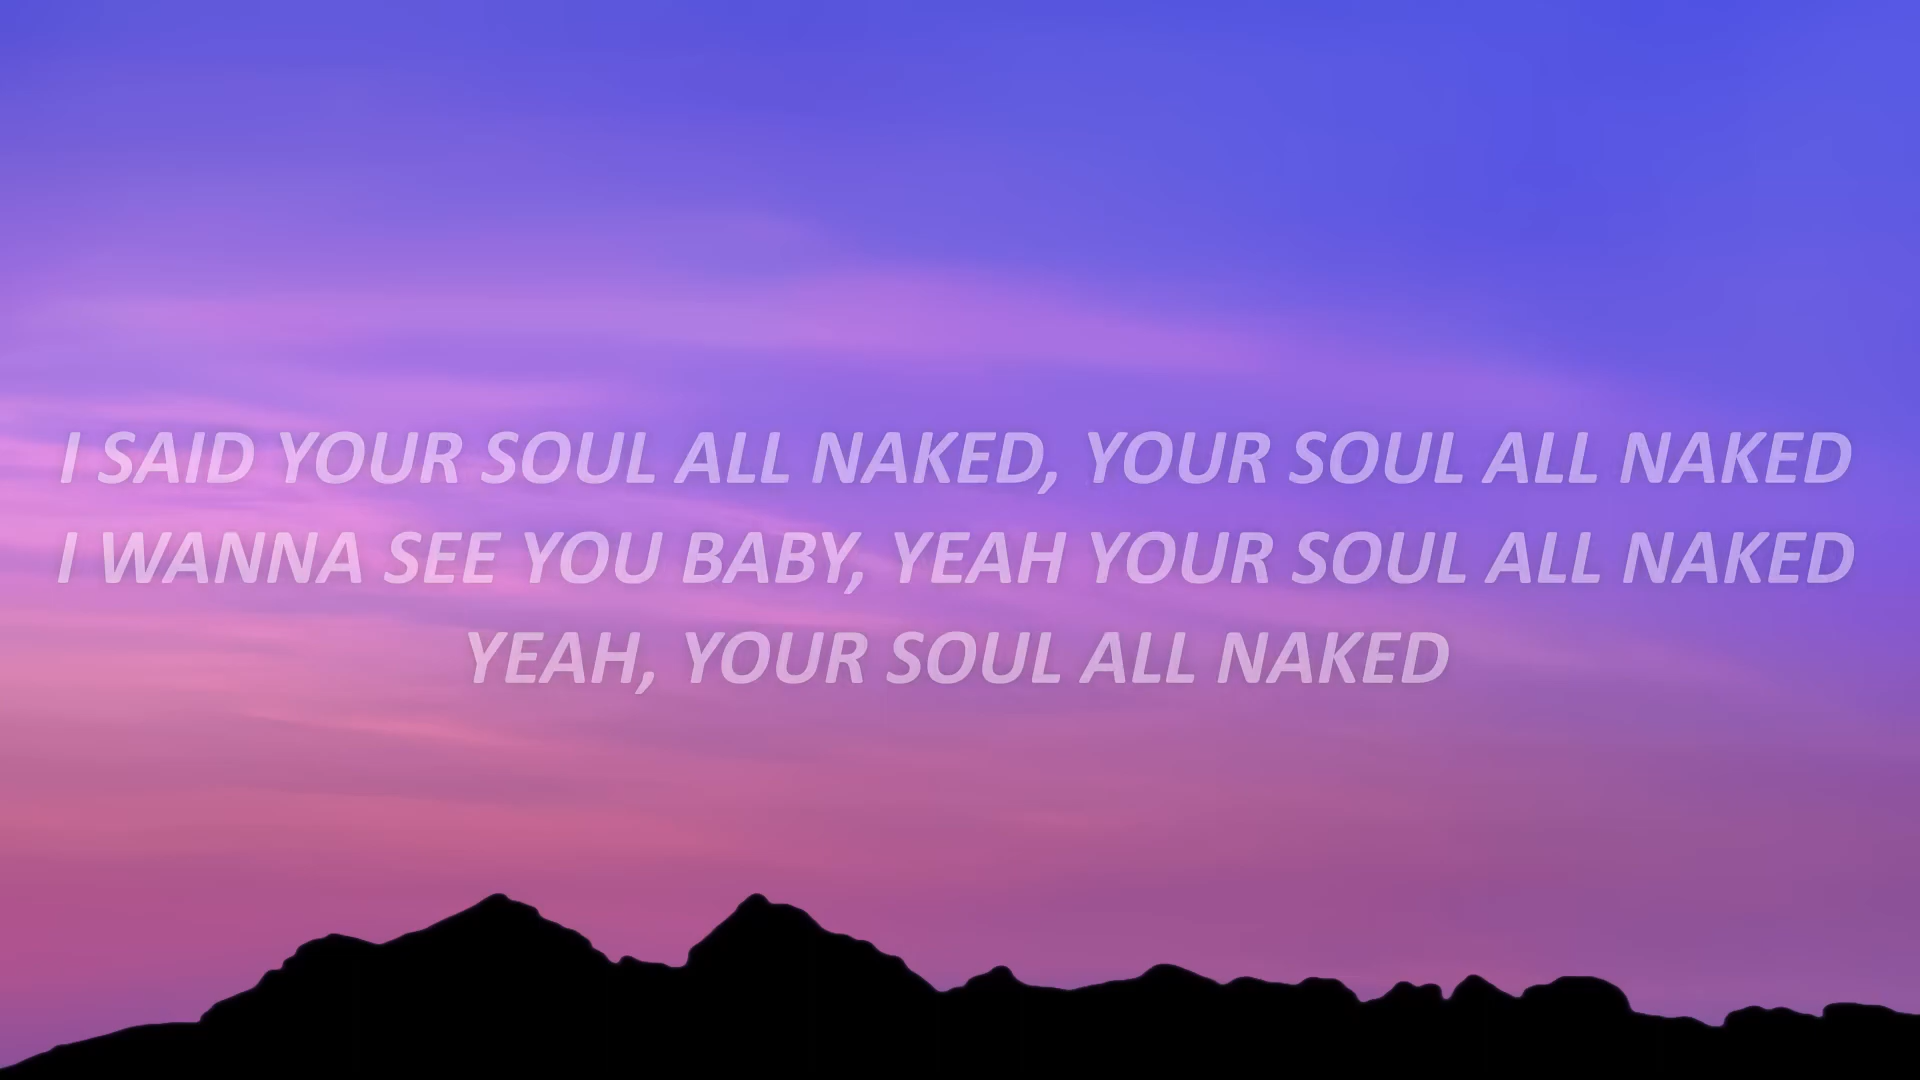 I SAID YOUR SOUL ALL NAKED, YOUR SOUL ALL NAKED
I WANNA SEE YOU BABY, YEAH YOUR SOUL ALL NAKED
YEAH, YOUR SOUL ALL NAKED